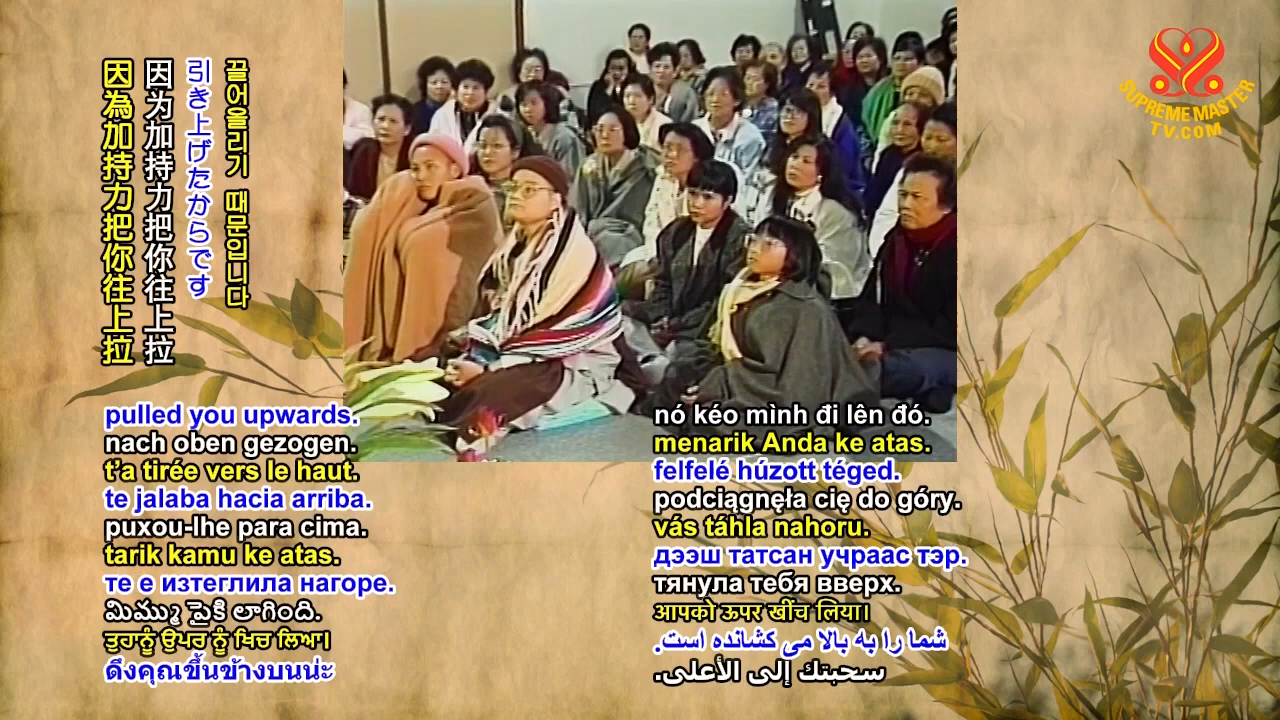 因為加持力把你往上拉
因为加持力把你往上拉
引き上げたからです
끌어올리기 때문입니다
SUPREME MASTER
TV.COM
pulled you upwards.
nach oben gezogen.
t’a tirée vers le haut.
te jalaba hacia arriba.
puxou-lhe para cima.
tarik kamu ke atas.
те е изтеглила нагоре.
మిమ్ము పైకి లాగింది.
ਤੁਹਾਨੂੰ ਉਪਰ ਨੂੰ ਖਿਚ ਲਿਆ।
ดึงคุณขึ้นข้างบนน่ะ
nó kéo mình đi lên đó.
menarik Anda ke atas.
felfelé húzott téged.
podciągnęła cię do góry.
vás táhla nahoru.
дээш татсан учраас тэр.
тянула тебя вверх.
आपको ऊपर खींच लिया।
شما را به بالا می کشانده است.
سحبتك إلى الأعلى.